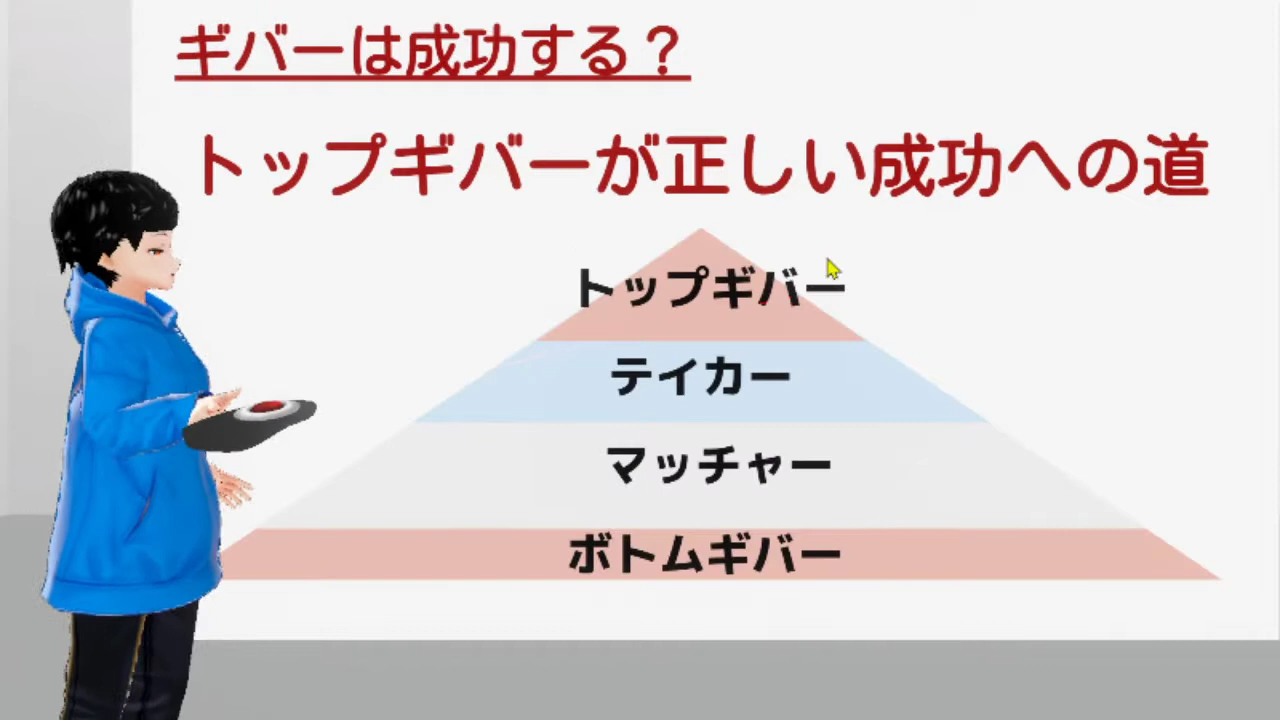 ギバーは成功する？
トップギバーが正しい成功への道
トップギバー
テイカー
マッチャー
ボトムギバー